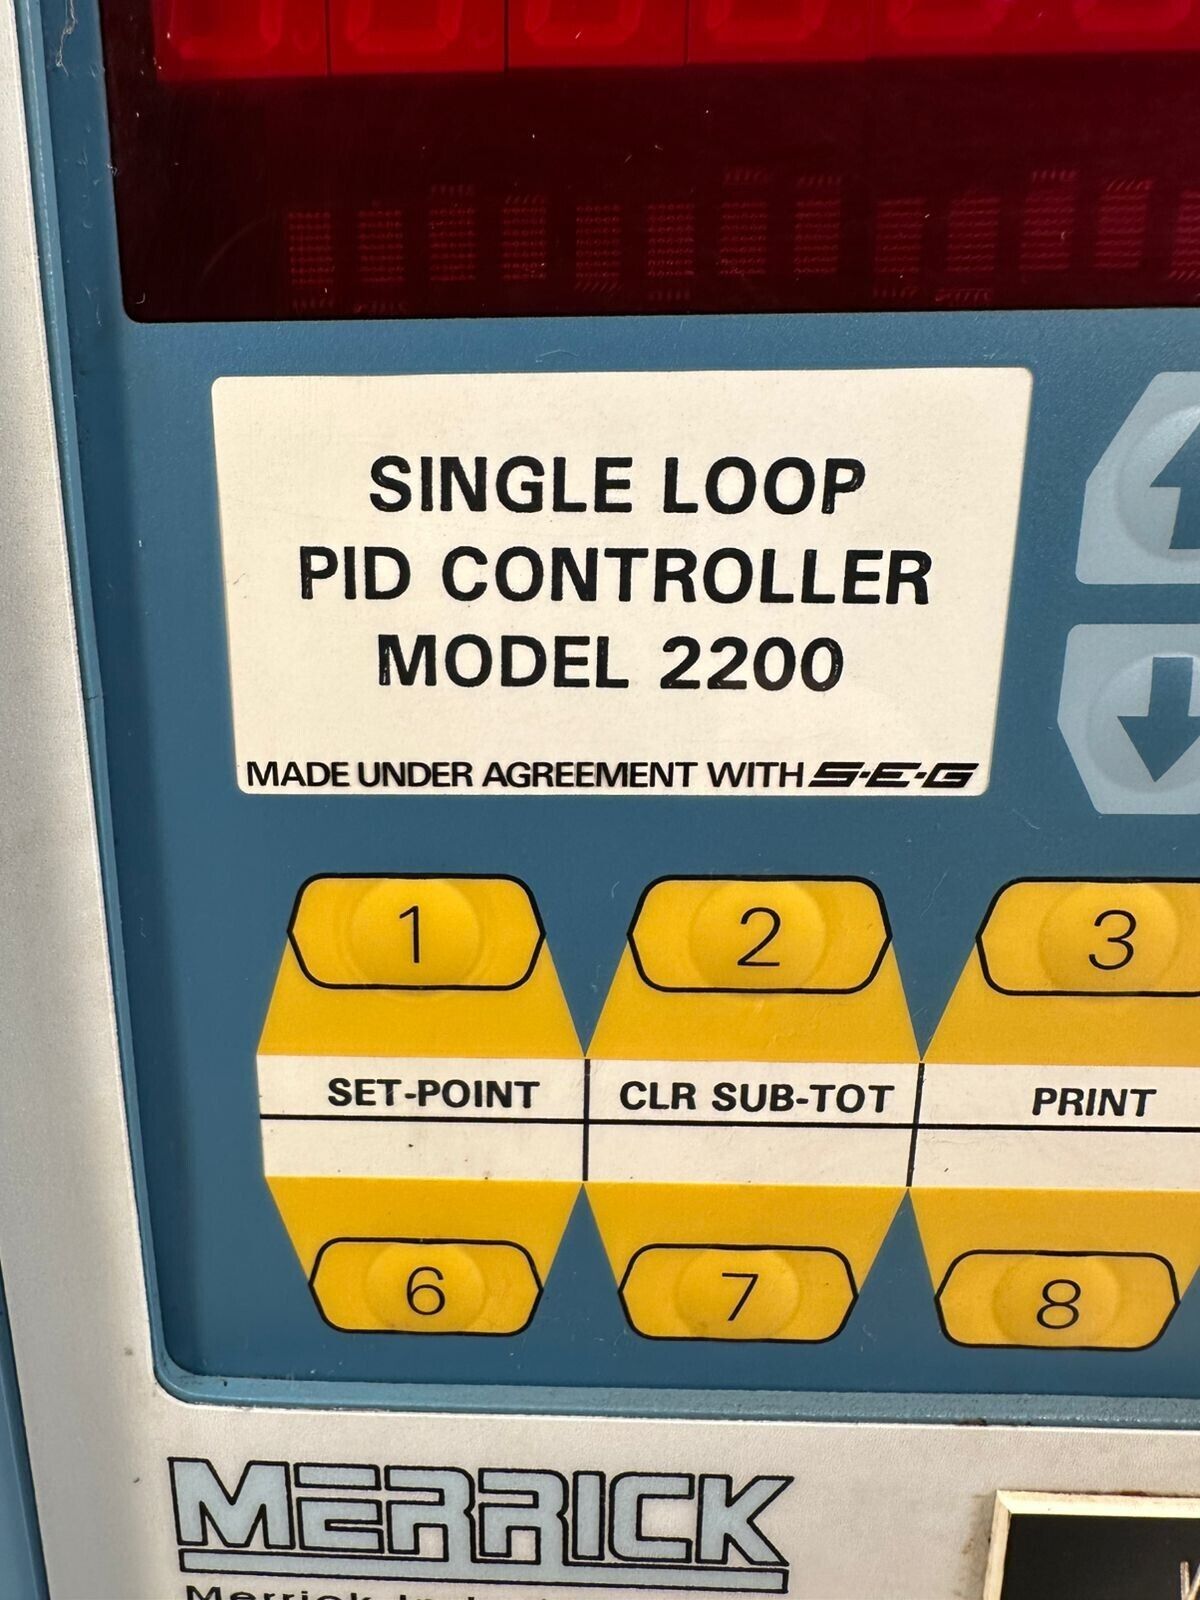 SINGLE LOOP
PID CONTROLLER
MODEL 2200
MADE UNDER AGREEMENT WITH S·E·G
1 2 3
SET-POINT CLR SUB-TOT PRINT
6 7 8
MERRICK
Merrick